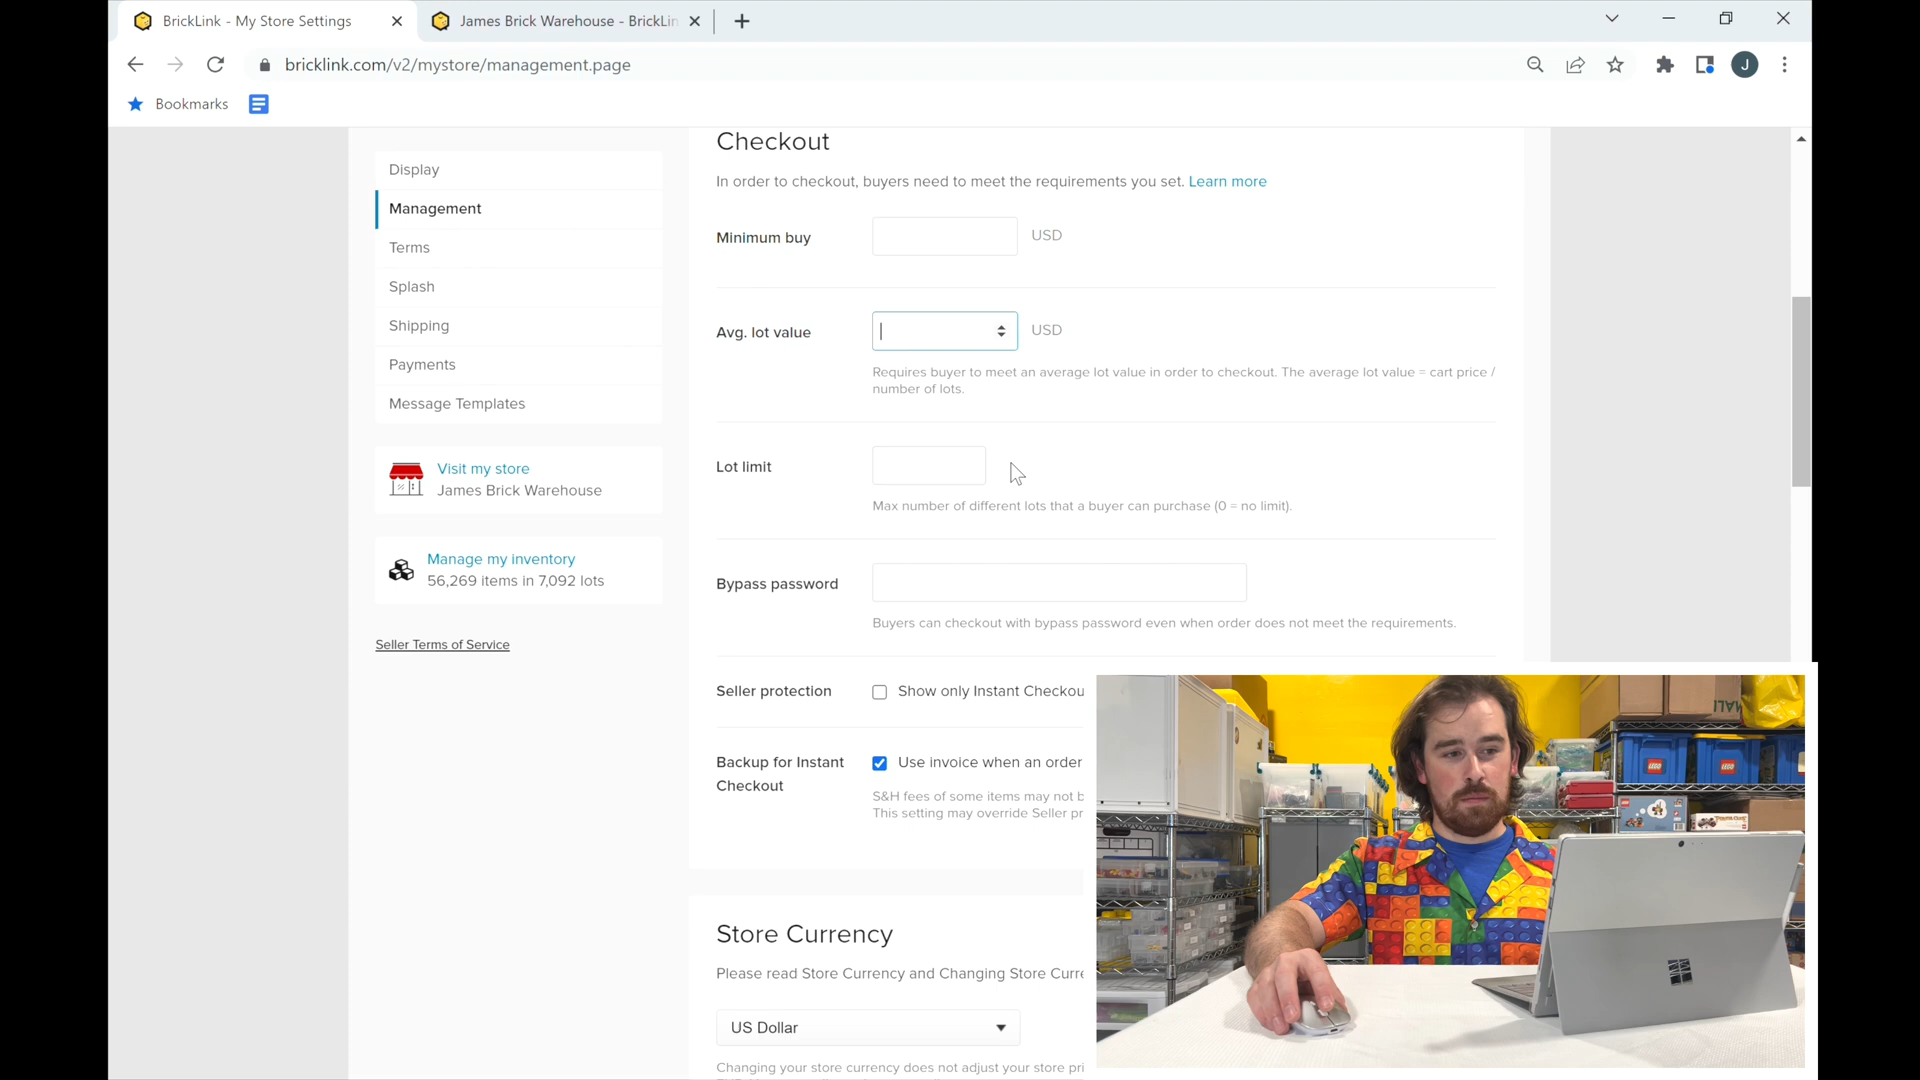 BrickLink - My Store Settings
James Brick Warehouse - BrickLin
bricklink.com/v2/mystore/management.page
J
Bookmarks
Display
Management
Terms
Splash
Shipping
Payments
Message Templates
Visit my store
James Brick Warehouse
Manage my inventory
56,269 items in 7,092 lots
Seller Terms of Service
Checkout
In order to checkout, buyers need to meet the requirements you set. Learn more
Minimum buy
USD
Avg. lot value
USD
Requires buyer to meet an average lot value in order to checkout. The average lot value = cart price /
number of lots.
Lot limit
Max number of different lots that a buyer can purchase (0 = no limit).
Bypass password
Buyers can checkout with bypass password even when order does not meet the requirements.
Seller protection
Show only Instant Checkou
Backup for Instant
Checkout
Use invoice when an order
S&H fees of some items may not b
This setting may override Seller pr
Store Currency
Please read Store Currency and Changing Store Curre
US Dollar
Changing your store currency does not adjust your store pri
LEGO
LEGO